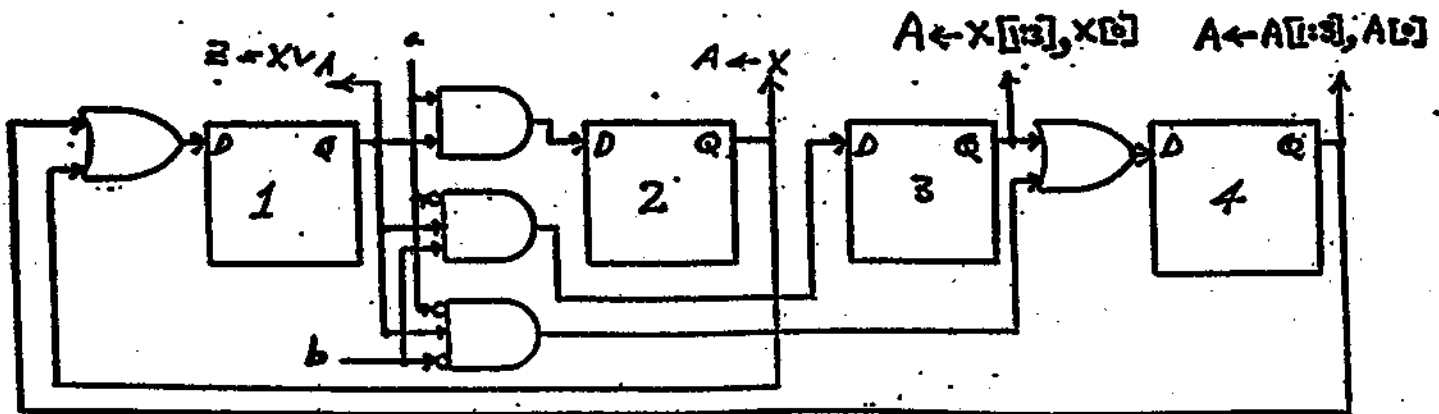 a
Z ← X ∨ A
A ← X
A ← X[1:3], X[0]
A ← A[1:3], A[0]
D Q
1
D Q
2
D Q
3
D Q
4
b